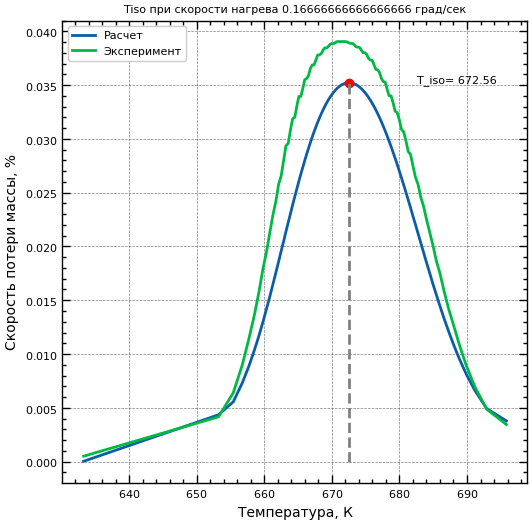 Tiso при скорости нагрева 0.16666666666666666 град/сек
Расчет
Эксперимент
T_iso= 672.56
0.040
0.035
0.030
0.025
0.020
0.015
0.010
0.005
0.000
Скорость потери массы, %
640 650 660 670 680 690
Температура, К